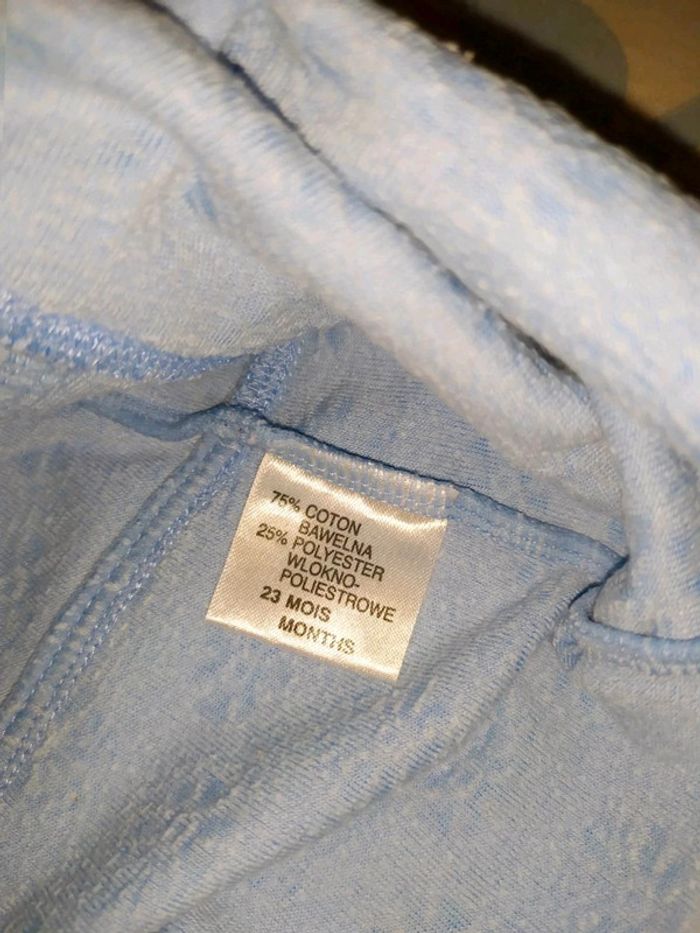 75% COTON
BAWELNA
25% POLYESTER
WLOKNO-
POLIESTROWE
23 MOIS
MONTHS